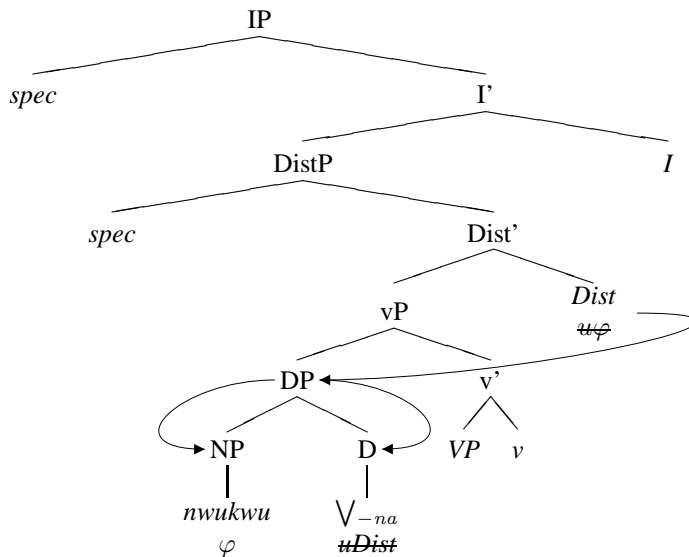 IP
spec I'
DistP I
spec Dist'
vP Dist
uφ
DP v'
NP D VP v
nwukwu ⋁−na
φ uDist